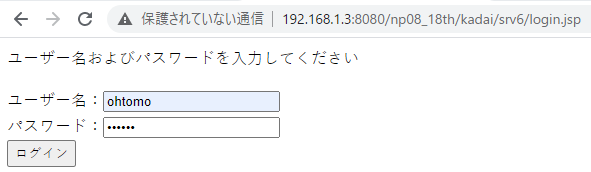 保護されていない通信 192.168.1.3:8080/np08_18th/kadai/srv6/login.jsp
ユーザー名およびパスワードを入力してください
ユーザー名：ohtomo
パスワード：••••••
ログイン